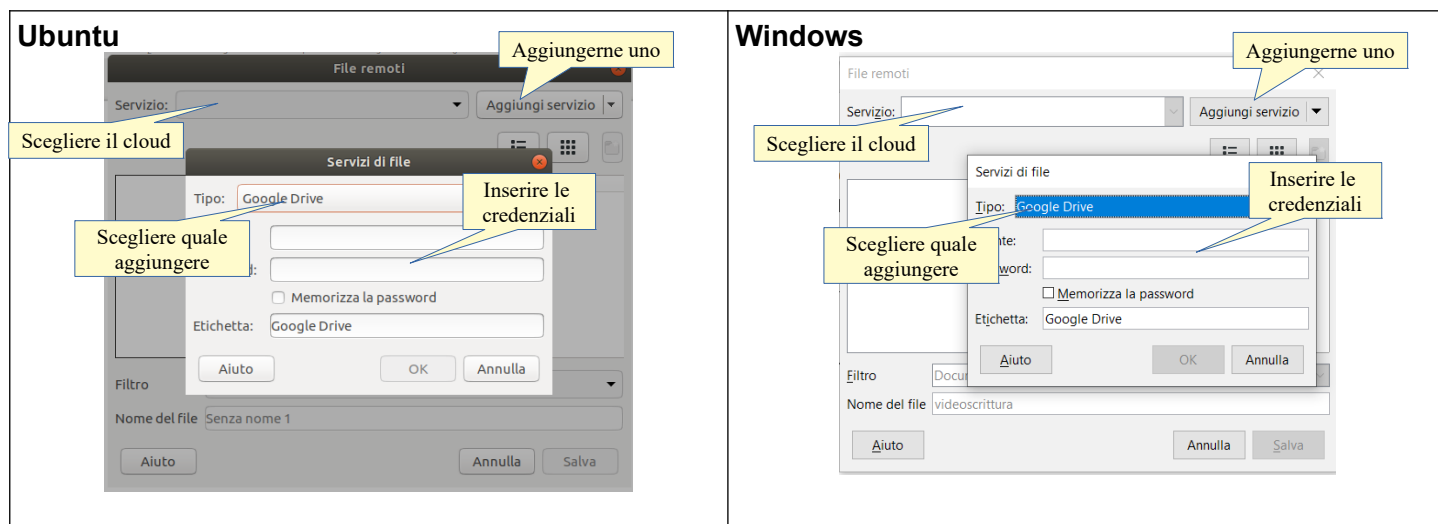 Ubuntu
Aggiungerne uno
File remoti
Servizio:
Aggiungi servizio
Scegliere il cloud
Servizi di file
Tipo: Google Drive
Inserire le
credenziali
Scegliere quale
aggiungere
Memorizza la password
Etichetta: Google Drive
Aiuto
OK
Annulla
Filtro
Nome del file Senza nome 1
Aiuto
Annulla
Salva
Windows
Aggiungerne uno
File remoti
Servizio:
Aggiungi servizio
Scegliere il cloud
Servizi di file
Tipo: Google Drive
Inserire le
credenziali
Scegliere quale
aggiungere
Memorizza la password
Etichetta: Google Drive
Aiuto
OK
Annulla
Filtro
Nome del file videoscrittura
Aiuto
Annulla
Salva